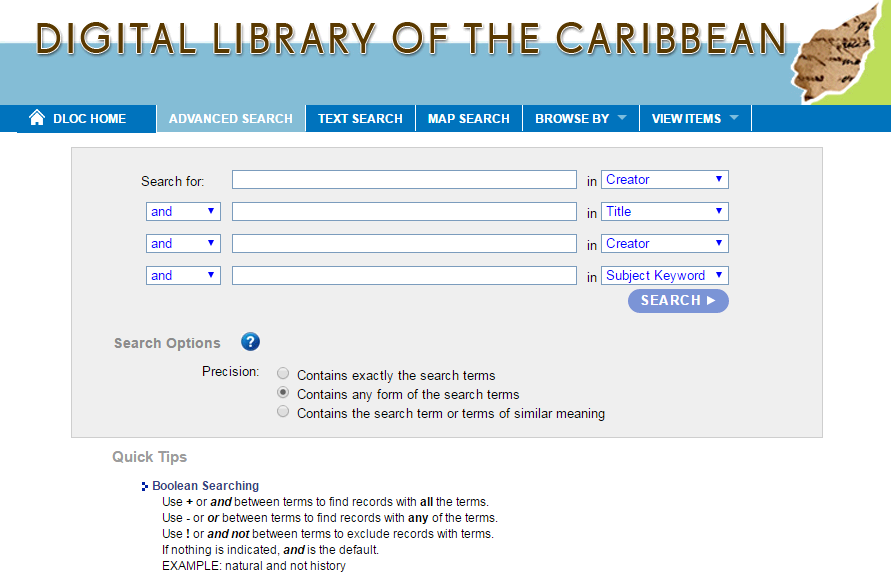 DIGITAL LIBRARY OF THE CARIBBEAN
DLOC HOME ADVANCED SEARCH TEXT SEARCH MAP SEARCH BROWSE BY VIEW ITEMS
Search for: in Creator
and in Title
and in Creator
and in Subject Keyword
SEARCH
Search Options ?
Precision: Contains exactly the search terms
Contains any form of the search terms
Contains the search term or terms of similar meaning
Quick Tips
Boolean Searching
Use + or and between terms to find records with all the terms.
Use - or or between terms to find records with any of the terms.
Use ! or and not between terms to exclude records with terms.
If nothing is indicated, and is the default.
EXAMPLE: natural and not history